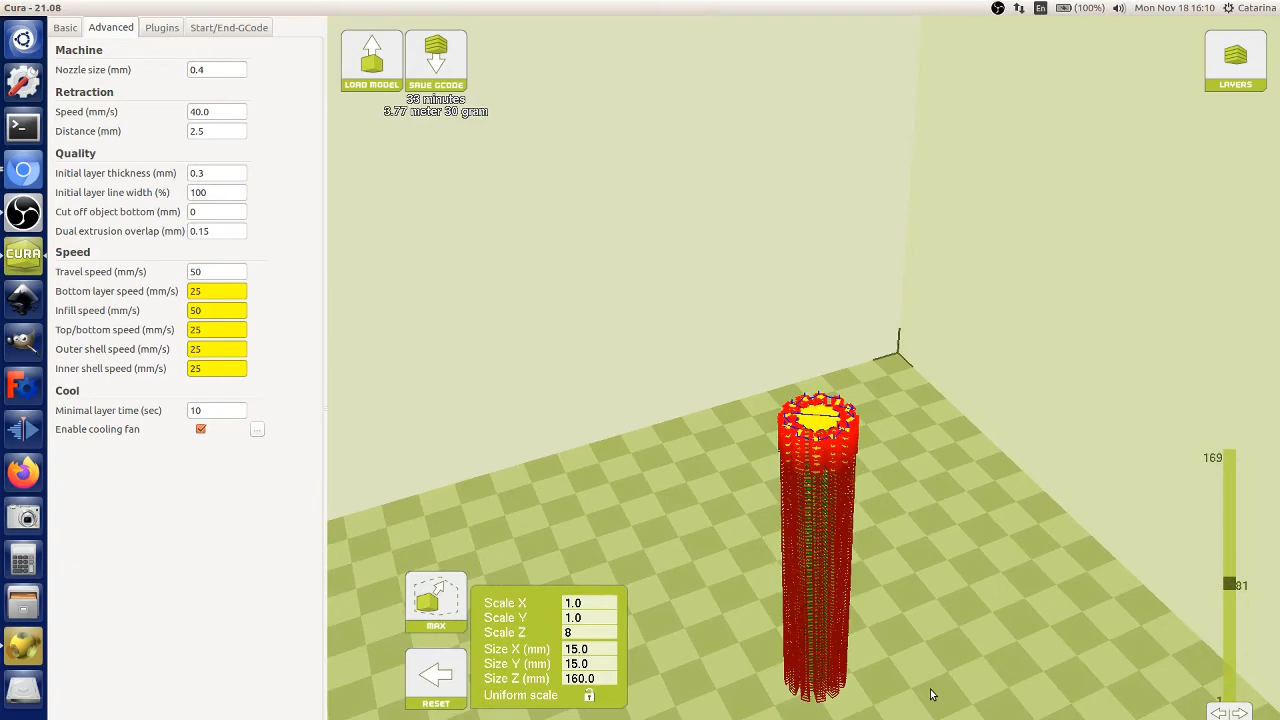 Cura - 21.08
En
(100%)
Mon Nov 18 16:10
Catarina
Basic
Advanced
Plugins
Start/End-GCode
Machine
Nozzle size (mm)
0.4
Retraction
Speed (mm/s)
40.0
Distance (mm)
2.5
Quality
Initial layer thickness (mm)
0.3
Initial layer line width (%)
100
Cut off object bottom (mm)
0
Dual extrusion overlap (mm)
0.15
Speed
Travel speed (mm/s)
50
Bottom layer speed (mm/s)
25
Infill speed (mm/s)
50
Top/bottom speed (mm/s)
25
Outer shell speed (mm/s)
25
Inner shell speed (mm/s)
25
Cool
Minimal layer time (sec)
10
Enable cooling fan
...
CURA
LOAD MODEL
SAVE GCODE
33 minutes
3.77 meter 30 gram
LAYERS
169
81
1
MAX
RESET
Scale X
1.0
Scale Y
1.0
Scale Z
8
Size X (mm)
15.0
Size Y (mm)
15.0
Size Z (mm)
160.0
Uniform scale